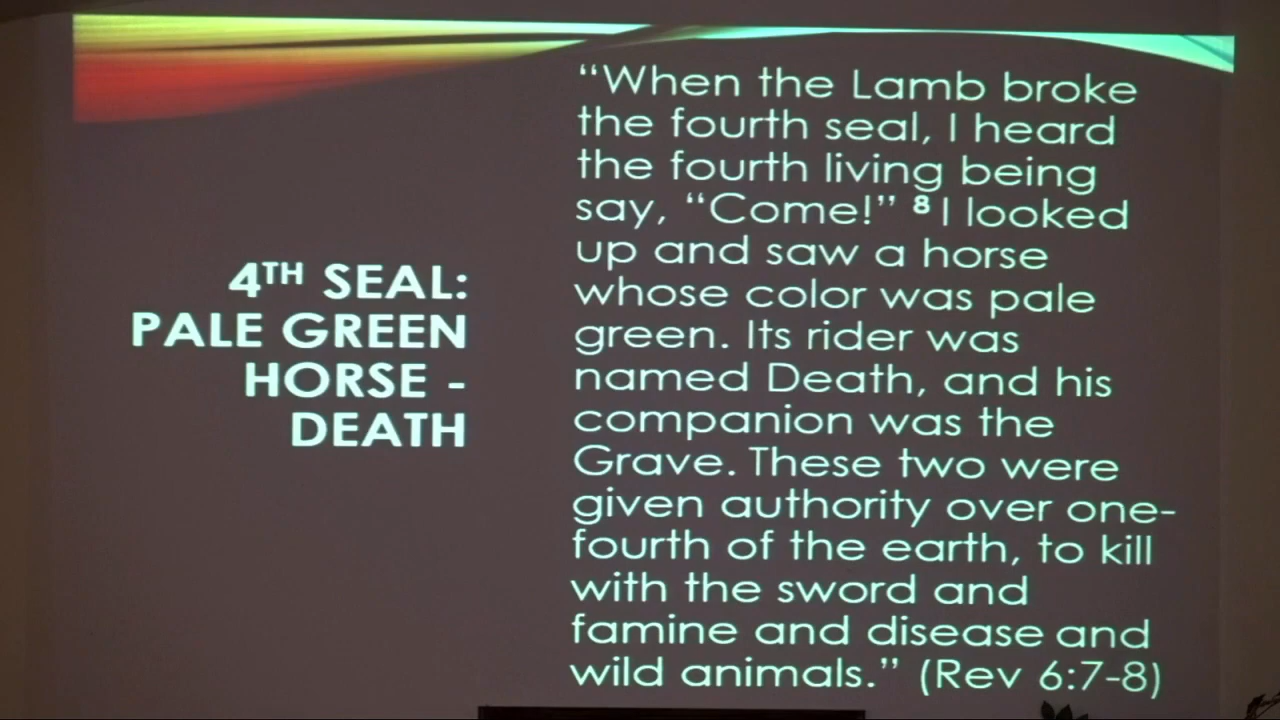 4TH SEAL:
PALE GREEN
HORSE -
DEATH
“When the Lamb broke
the fourth seal, I heard
the fourth living being
say, “Come!” 8 I looked
up and saw a horse
whose color was pale
green. Its rider was
named Death, and his
companion was the
Grave. These two were
given authority over one-
fourth of the earth, to kill
with the sword and
famine and disease and
wild animals.” (Rev 6:7-8)